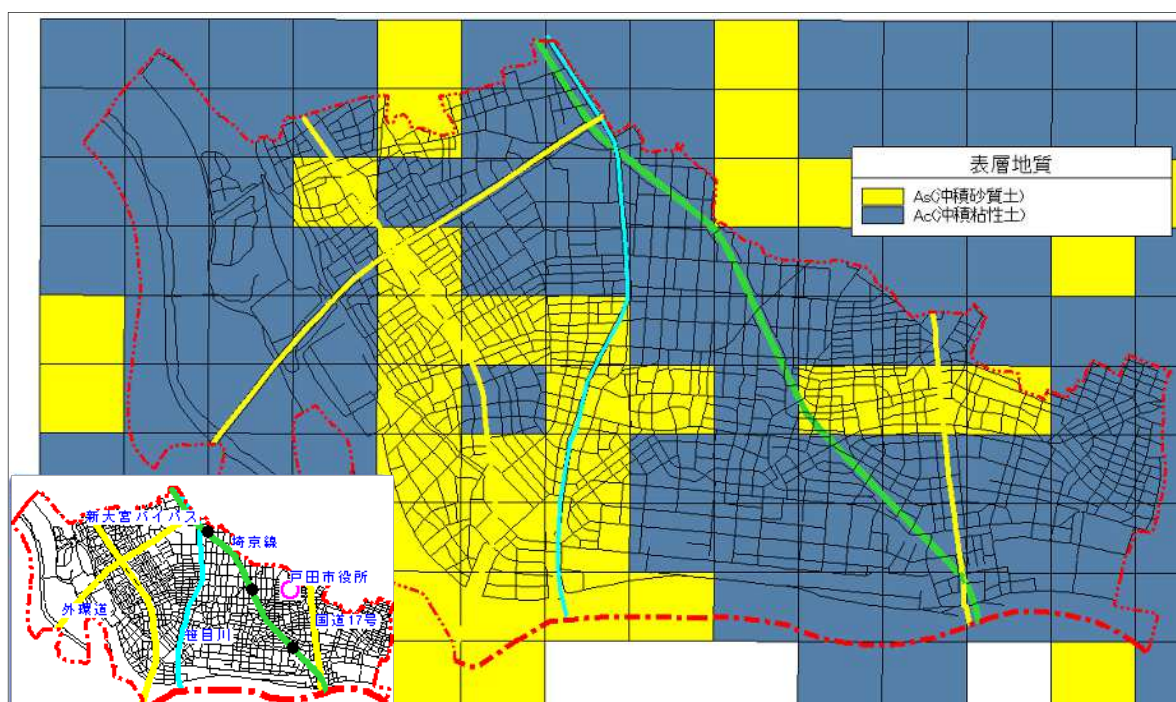 表層地質
As(沖積砂質土)
Ac(沖積粘性土)
新大宮バイパス
埼京線
戸田市役所
外環道
国道17号
笹目川